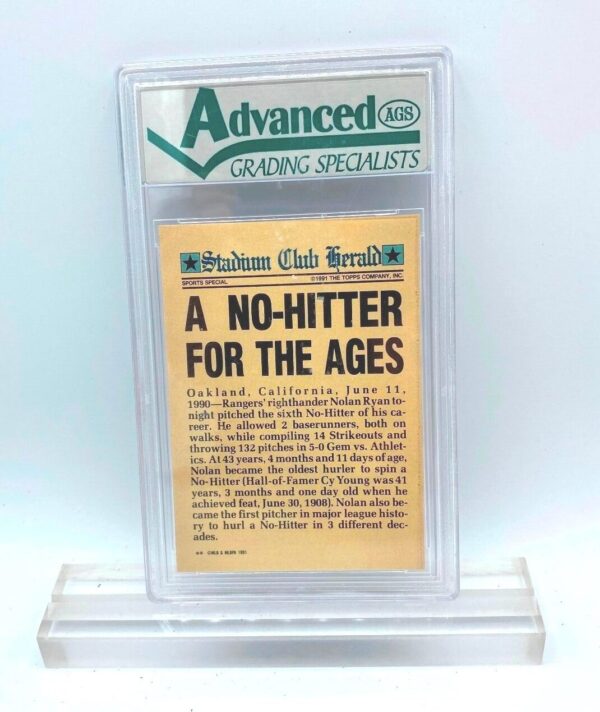 Advanced AGS
GRADING SPECIALISTS
Stadium Club Herald
SPORTS SPECIAL ©1991 THE TOPPS COMPANY, INC.
A NO-HITTER
FOR THE AGES
Oakland, California, June 11,
1990—Rangers' righthander Nolan Ryan to-
night pitched the sixth No-Hitter of his ca-
reer. He allowed 2 baserunners, both on
walks, while compiling 14 Strikeouts and
throwing 132 pitches in 5-0 Gem vs. Athlet-
ics. At 43 years, 4 months and 11 days of age,
Nolan became the oldest hurler to spin a
No-Hitter (Hall-of-Famer Cy Young was 41
years, 3 months and one day old when he
achieved feat, June 30, 1908). Nolan also be-
came the first pitcher in major league histo-
ry to hurl a No-Hitter in 3 different dec-
ades.
©MLB & MLBPA 1991